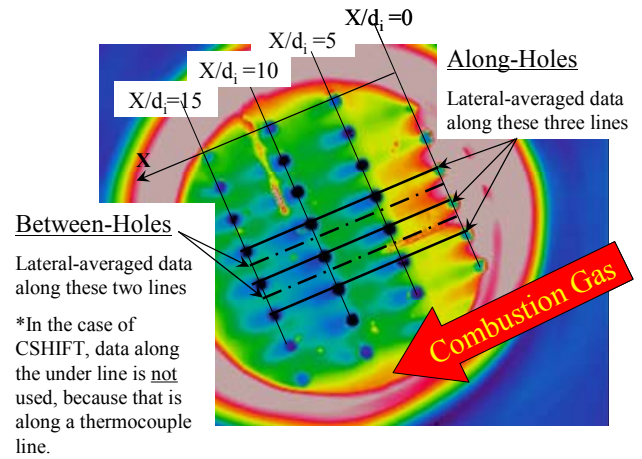 X/di=0
X/di=5
X/di=10
X/di=15
X
Along-Holes
Lateral-averaged data
along these three lines
Between-Holes
Lateral-averaged data
along these two lines
*In the case of
CSHIFT, data along
the under line is not
used, because that is
along a thermocouple
line.
Combustion Gas